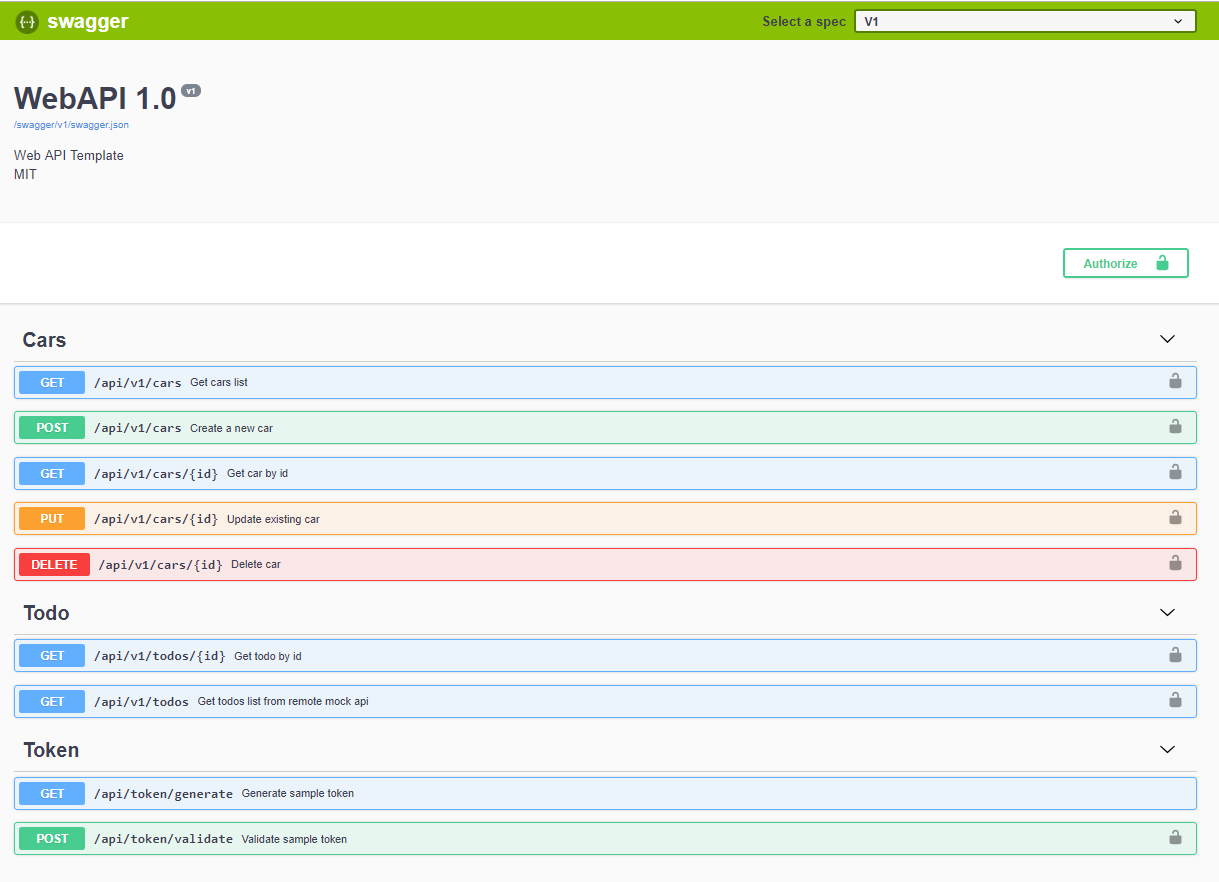 swagger Select a spec V1
WebAPI 1.0 v1
/swagger/v1/swagger.json
Web API Template
MIT
Authorize
Cars
GET /api/v1/cars Get cars list
POST /api/v1/cars Create a new car
GET /api/v1/cars/{id} Get car by id
PUT /api/v1/cars/{id} Update existing car
DELETE /api/v1/cars/{id} Delete car
Todo
GET /api/v1/todos/{id} Get todo by id
GET /api/v1/todos Get todos list from remote mock api
Token
GET /api/token/generate Generate sample token
POST /api/token/validate Validate sample token